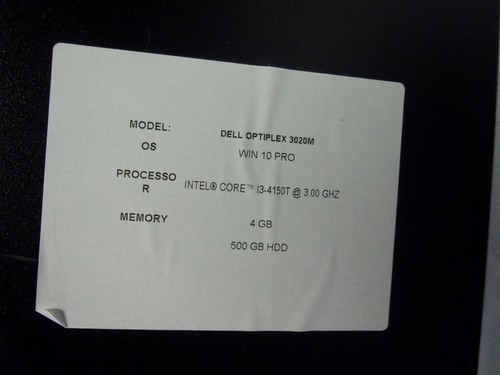 MODEL: DELL OPTIPLEX 3020M
OS WIN 10 PRO
PROCESSO
R INTEL® CORE™ I3-4150T @ 3.00 GHZ
MEMORY 4 GB
500 GB HDD